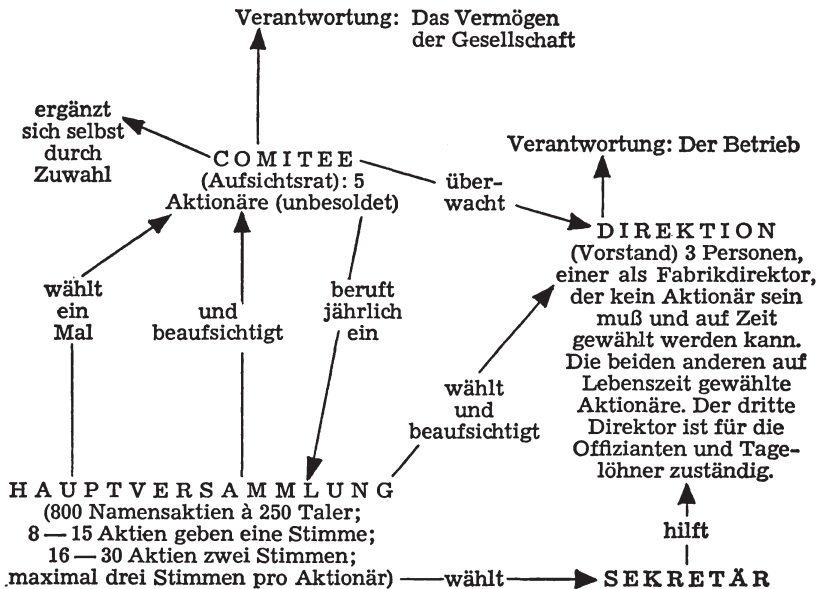 Verantwortung: Das Vermögen
der Gesellschaft
ergänzt
sich selbst
durch
Zuwahl
COMITEE
(Aufsichtsrat): 5
Aktionäre (unbesoldet)
über-
wacht
Verantwortung: Der Betrieb
DIREKTION
(Vorstand) 3 Personen,
einer als Fabrikdirektor,
der kein Aktionär sein
muß und auf Zeit
gewählt werden kann.
Die beiden anderen auf
Lebenszeit gewählte
Aktionäre. Der dritte
Direktor ist für die
Offizianten und Tage-
löhner zuständig.
wählt
ein
Mal
und
beaufsichtigt
beruft
jährlich
ein
wählt
und
beaufsichtigt
HAUPTVERSAMMLUNG
(800 Namensaktien à 250 Taler;
8 — 15 Aktien geben eine Stimme;
16 — 30 Aktien zwei Stimmen;
maximal drei Stimmen pro Aktionär)
wählt
hilft
SEKRETÄR